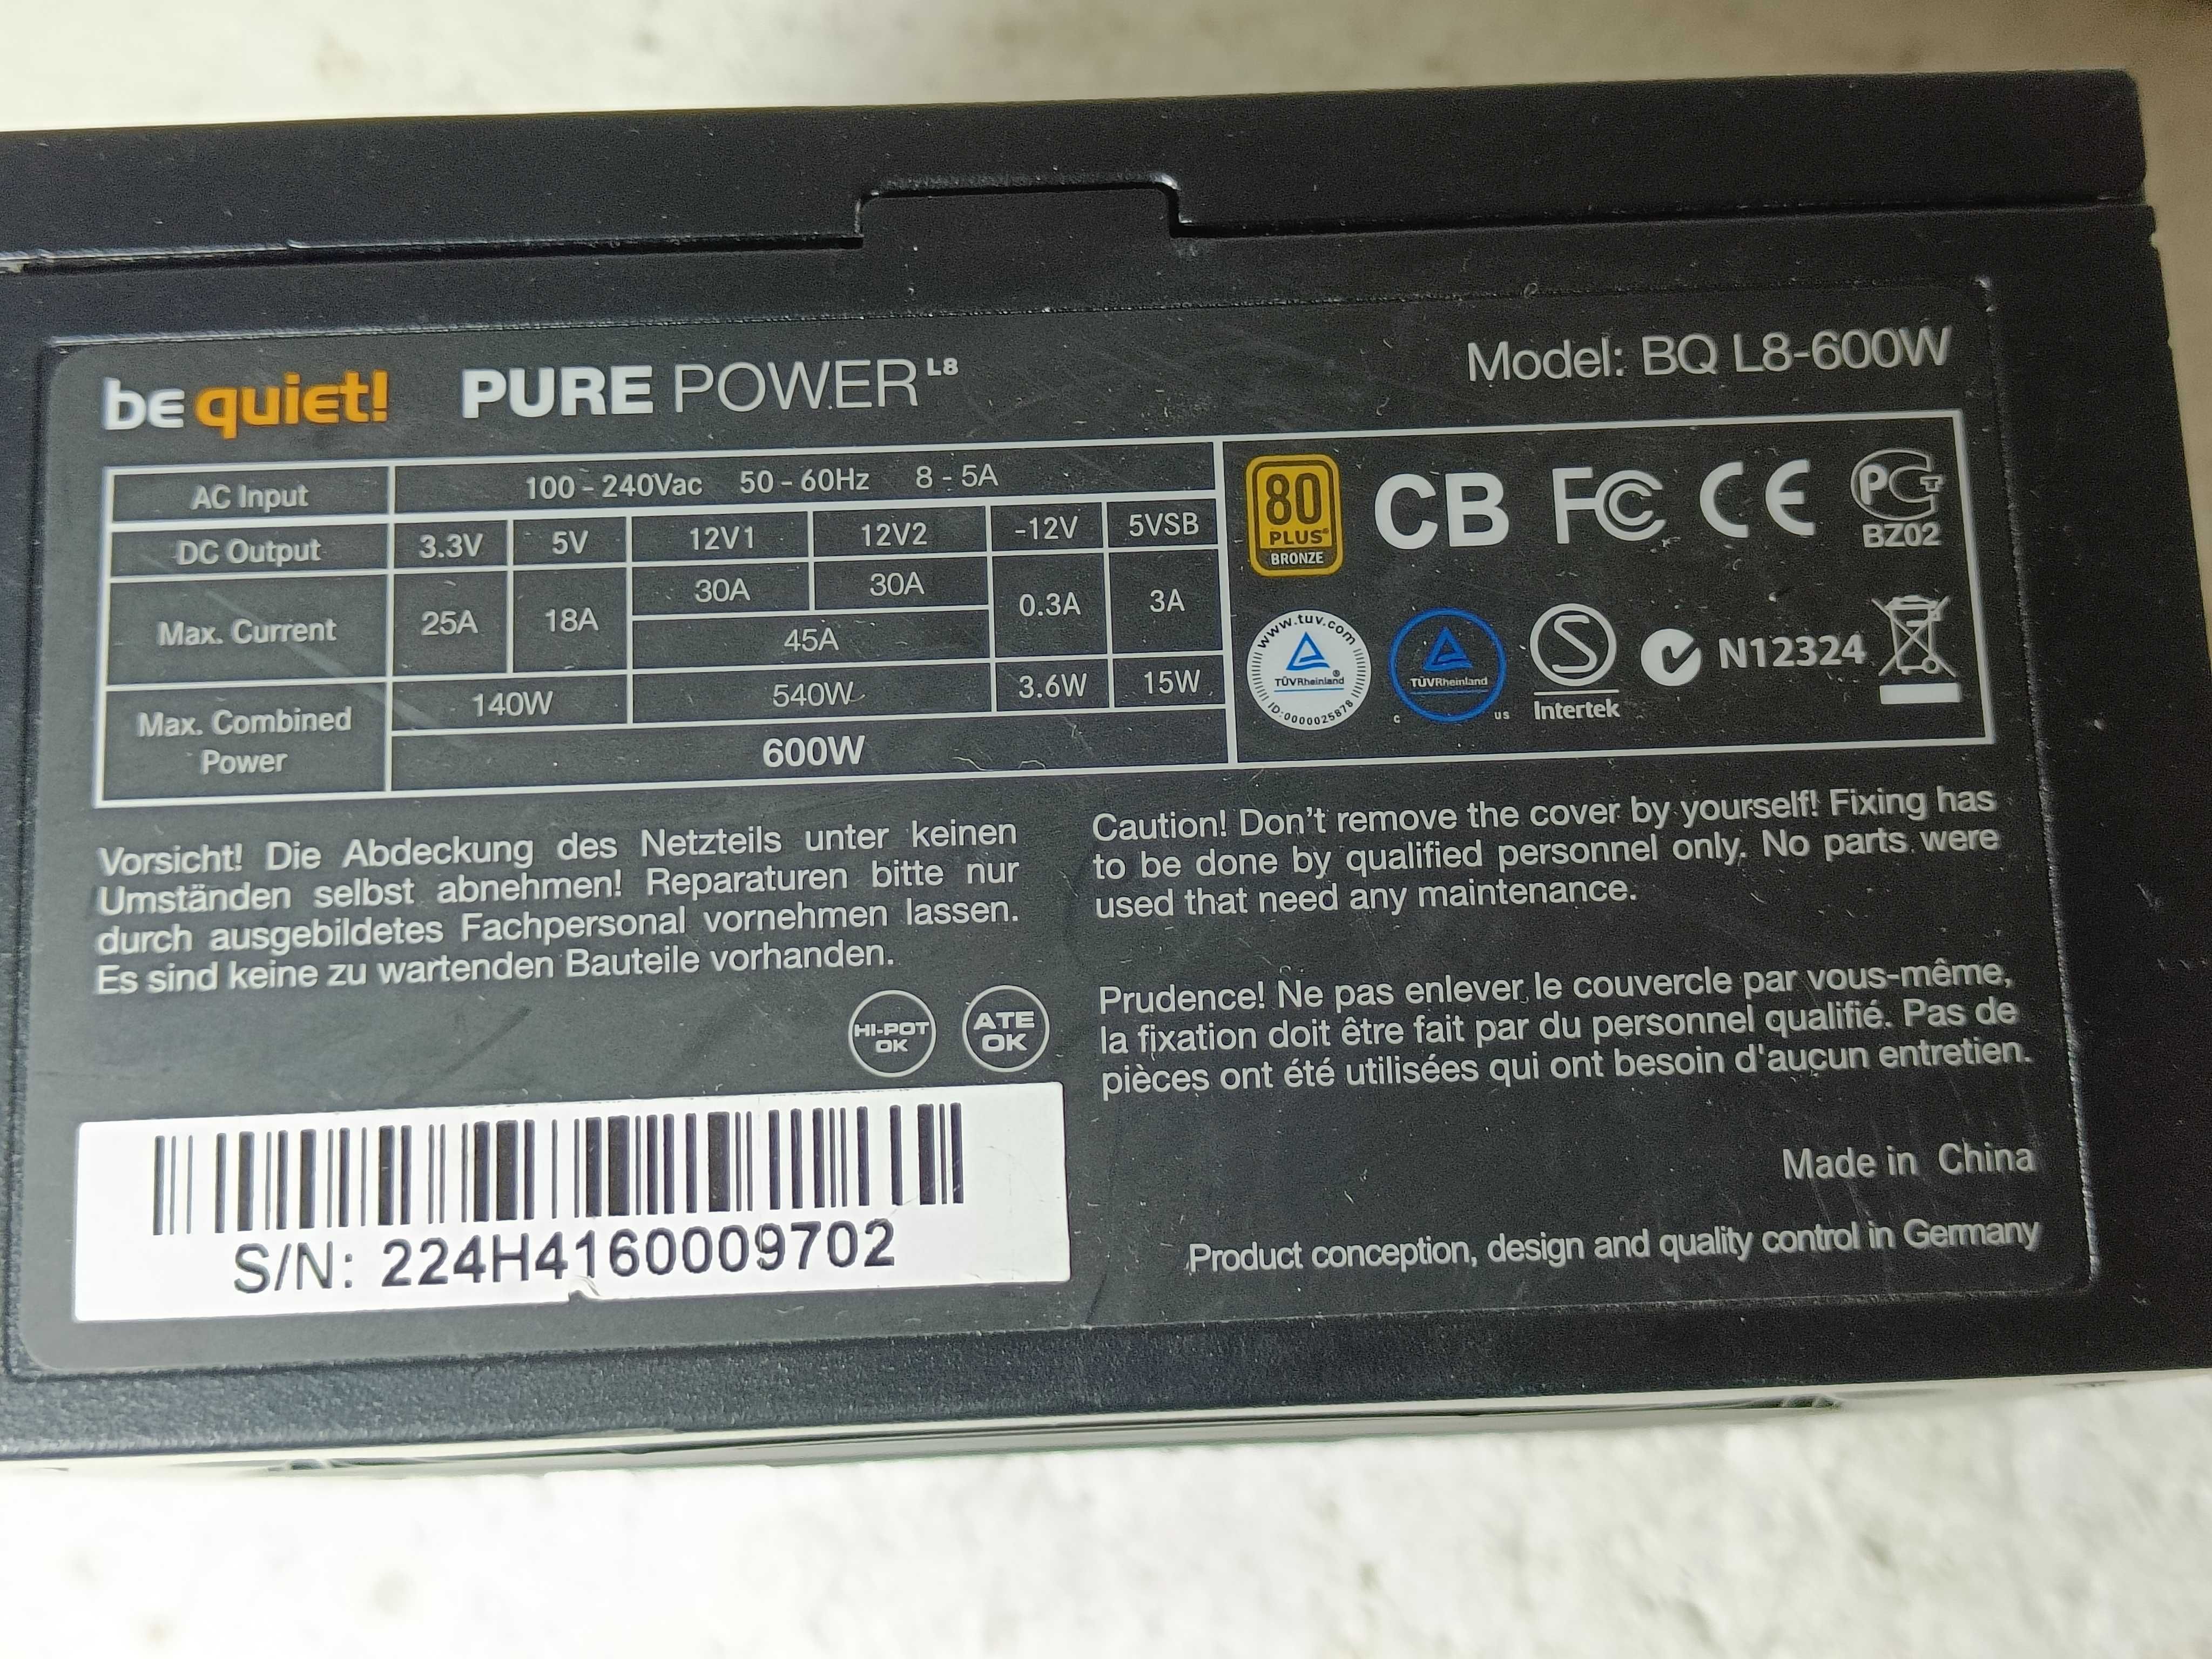 be quiet! PURE POWER L8 Model: BQ L8-600W
AC Input 100 - 240Vac 50 - 60Hz 8 - 5A
DC Output 3.3V 5V 12V1 12V2 -12V 5VSB
Max. Current 25A 18A 30A 30A 0.3A 3A
45A
Max. Combined Power 140W 540W 3.6W 15W
600W
80 PLUS BRONZE CB FC CE PCT BZ02
www.tuv.com TÜVRheinland ® ID:0000025878
TÜVRheinland c us
S Intertek
N12324
Vorsicht! Die Abdeckung des Netzteils unter keinen
Umständen selbst abnehmen! Reparaturen bitte nur
durch ausgebildetes Fachpersonal vornehmen lassen.
Es sind keine zu wartenden Bauteile vorhanden.
Caution! Don't remove the cover by yourself! Fixing has
to be done by qualified personnel only. No parts were
used that need any maintenance.
Prudence! Ne pas enlever le couvercle par vous-même,
la fixation doit être fait par du personnel qualifié. Pas de
pièces ont été utilisées qui ont besoin d'aucun entretien.
HI-POT OK ATE OK
S/N: 224H4160009702
Made in China
Product conception, design and quality control in Germany